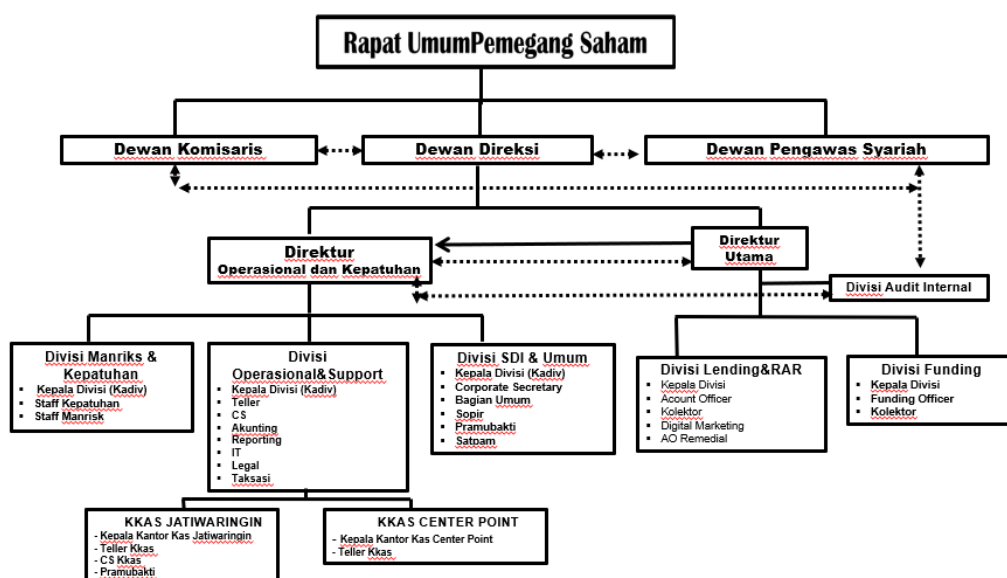 Rapat UmumPemegang Saham
Dewan Komisaris
Dewan Direksi
Dewan Pengawas Syariah
Direktur
Operasional dan Kepatuhan
Direktur
Utama
Divisi Audit Internal
Divisi Manriks &
Kepatuhan
▪ Kepala Divisi (Kadiv)
▪ Staff Kepatuhan
▪ Staff Manrisk
Divisi
Operasional&Support
▪ Kepala Divisi (Kadiv)
▪ Teller
▪ CS
▪ Akunting
▪ Reporting
▪ IT
▪ Legal
▪ Taksasi
Divisi SDI & Umum
▪ Kepala Divisi (Kadiv)
▪ Corporate Secretary
▪ Bagian Umum
▪ Sopir
▪ Pramubakti
▪ Satpam
Divisi Lending&RAR
▪ Kepala Divisi
▪ Acount Officer
▪ Kolektor
▪ Digital Marketing
▪ AO Remedial
Divisi Funding
▪ Kepala Divisi
▪ Funding Officer
▪ Kolektor
KKAS JATIWARINGIN
- Kepala Kantor Kas Jatiwaringin
- Teller Kkas
- CS Kkas
- Pramubakti
KKAS CENTER POINT
- Kepala Kantor Kas Center Point
- Teller Kkas